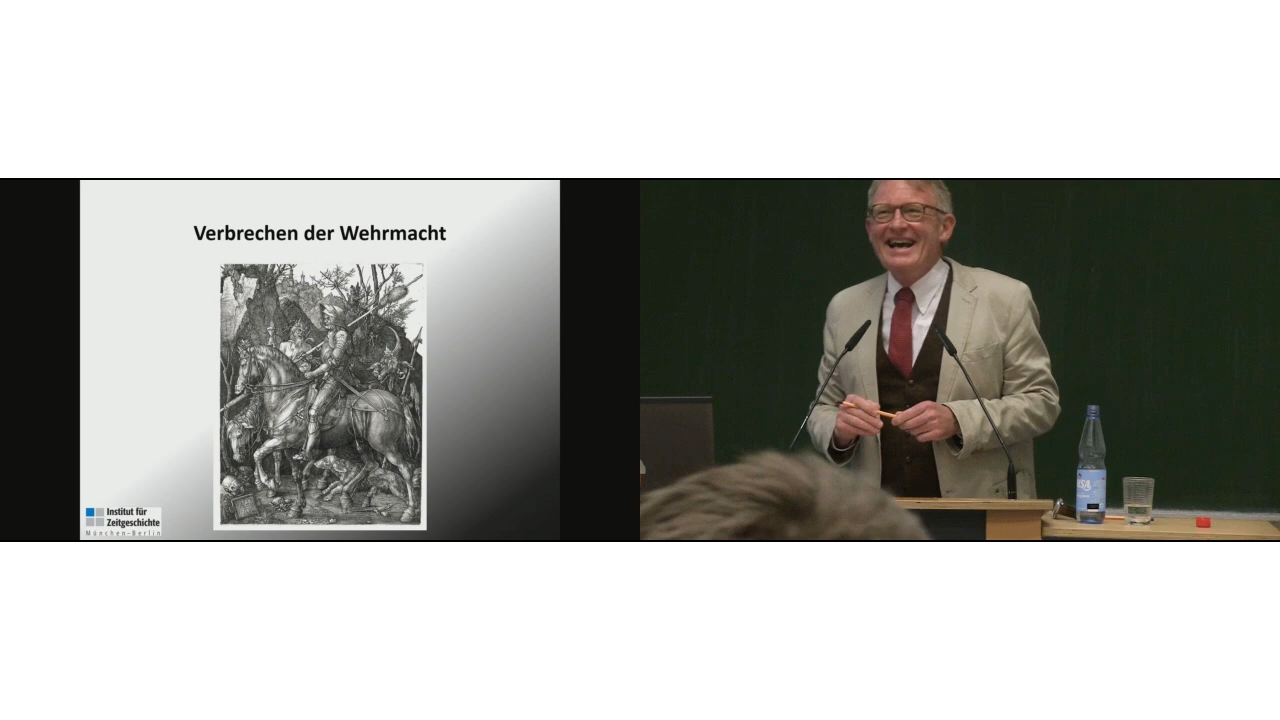 Verbrechen der Wehrmacht
Institut für
Zeitgeschichte
München-Berlin